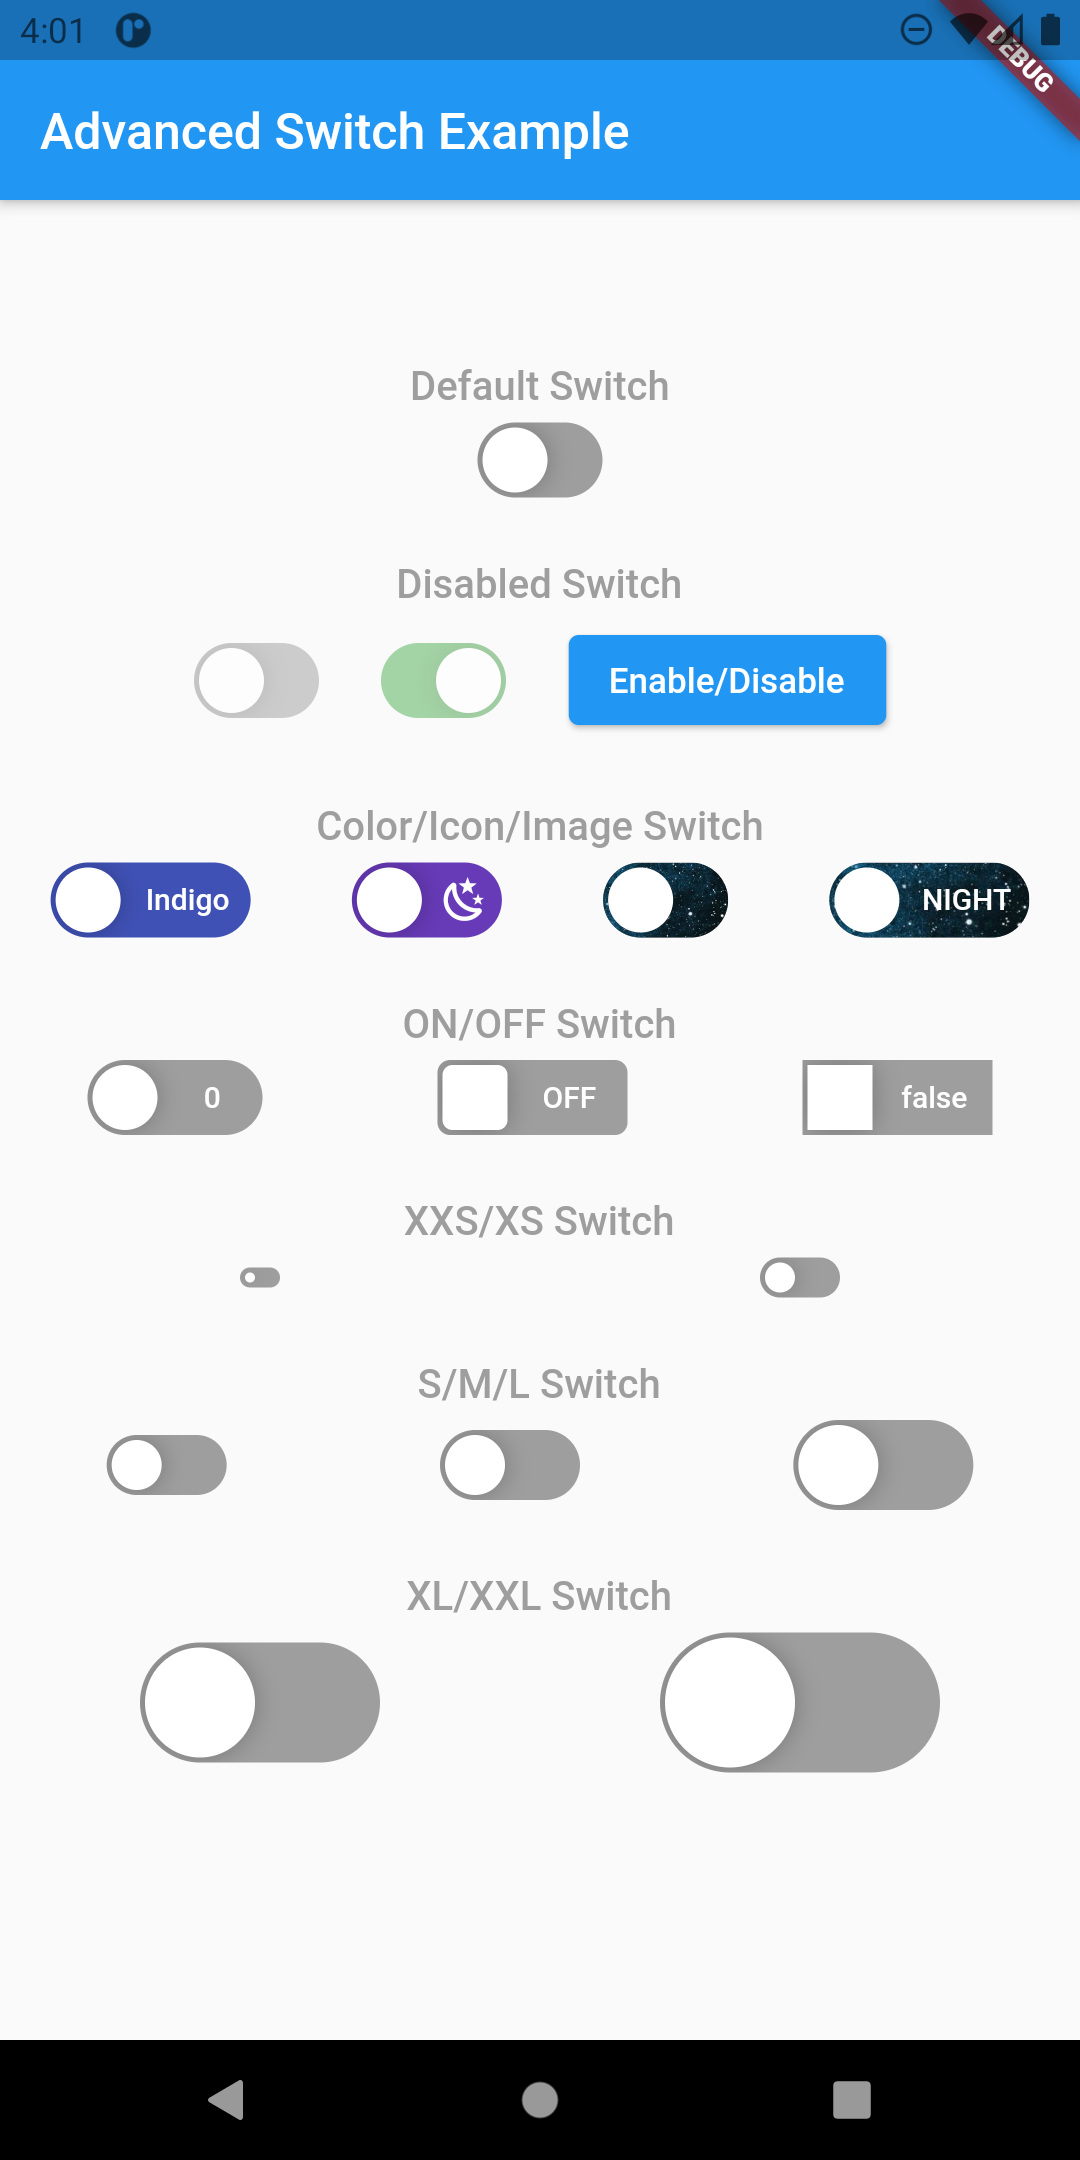 4:01
DEBUG
Advanced Switch Example
Default Switch
Disabled Switch
Enable/Disable
Color/Icon/Image Switch
Indigo
NIGHT
ON/OFF Switch
0
OFF
false
XXS/XS Switch
S/M/L Switch
XL/XXL Switch